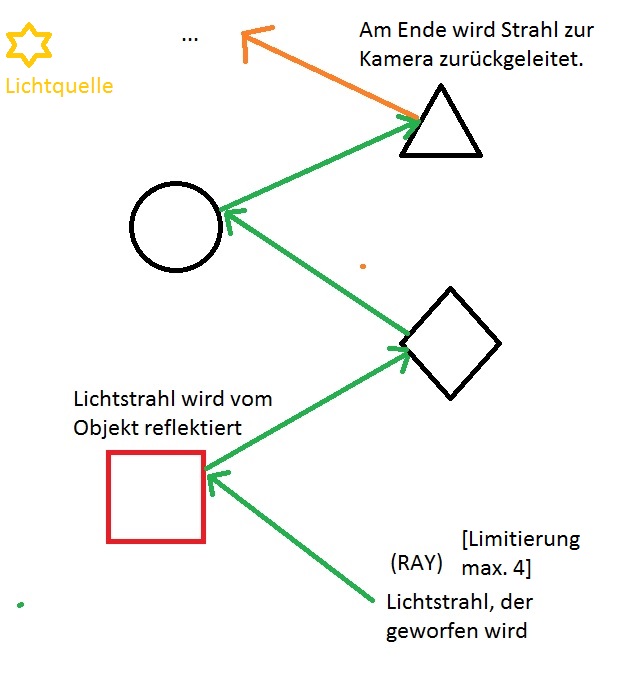 ...
Am Ende wird Strahl zur
Kamera zurückgeleitet.
Lichtquelle
Lichtstrahl wird vom
Objekt reflektiert
[Limitierung
max. 4]
(RAY)
Lichtstrahl, der
geworfen wird